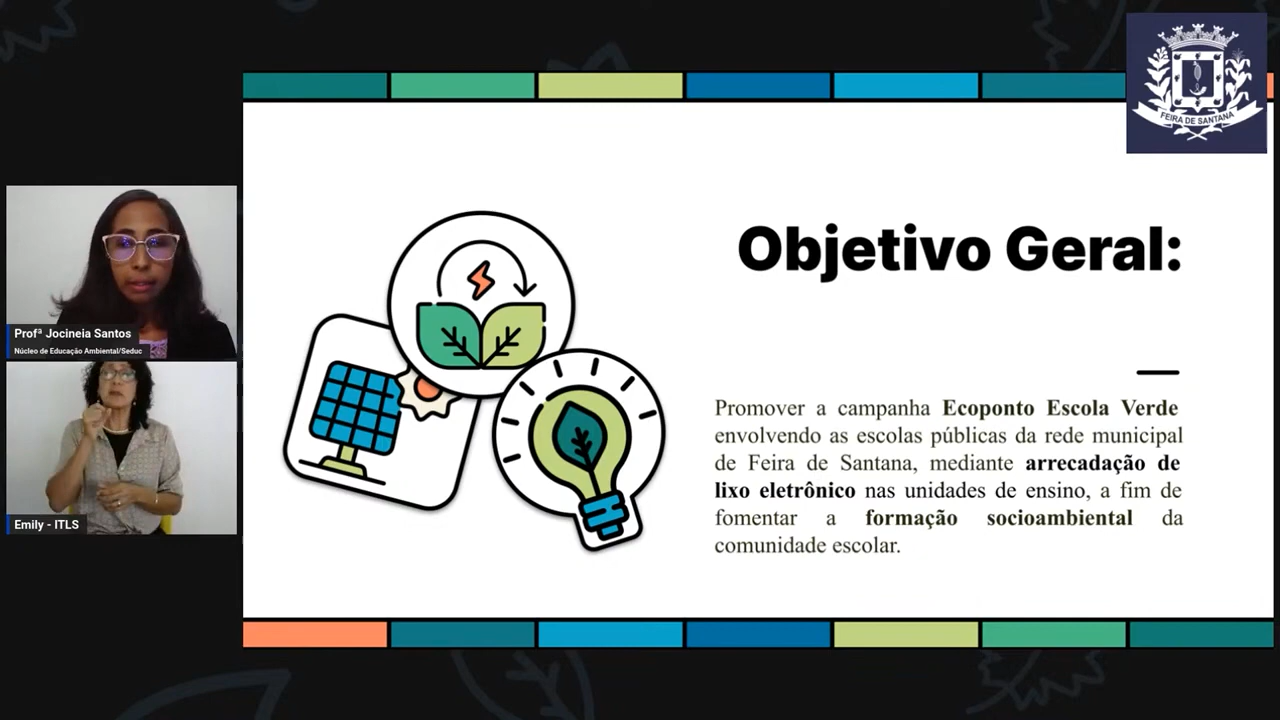 FEIRA DE SANTANA
Objetivo Geral:
Profª Jocineia Santos
Núcleo de Educação Ambiental/Seduc
Emily - ITLS
Promover a campanha Ecoponto Escola Verde
envolvendo as escolas públicas da rede municipal
de Feira de Santana, mediante arrecadação de
lixo eletrônico nas unidades de ensino, a fim de
fomentar a formação socioambiental da
comunidade escolar.